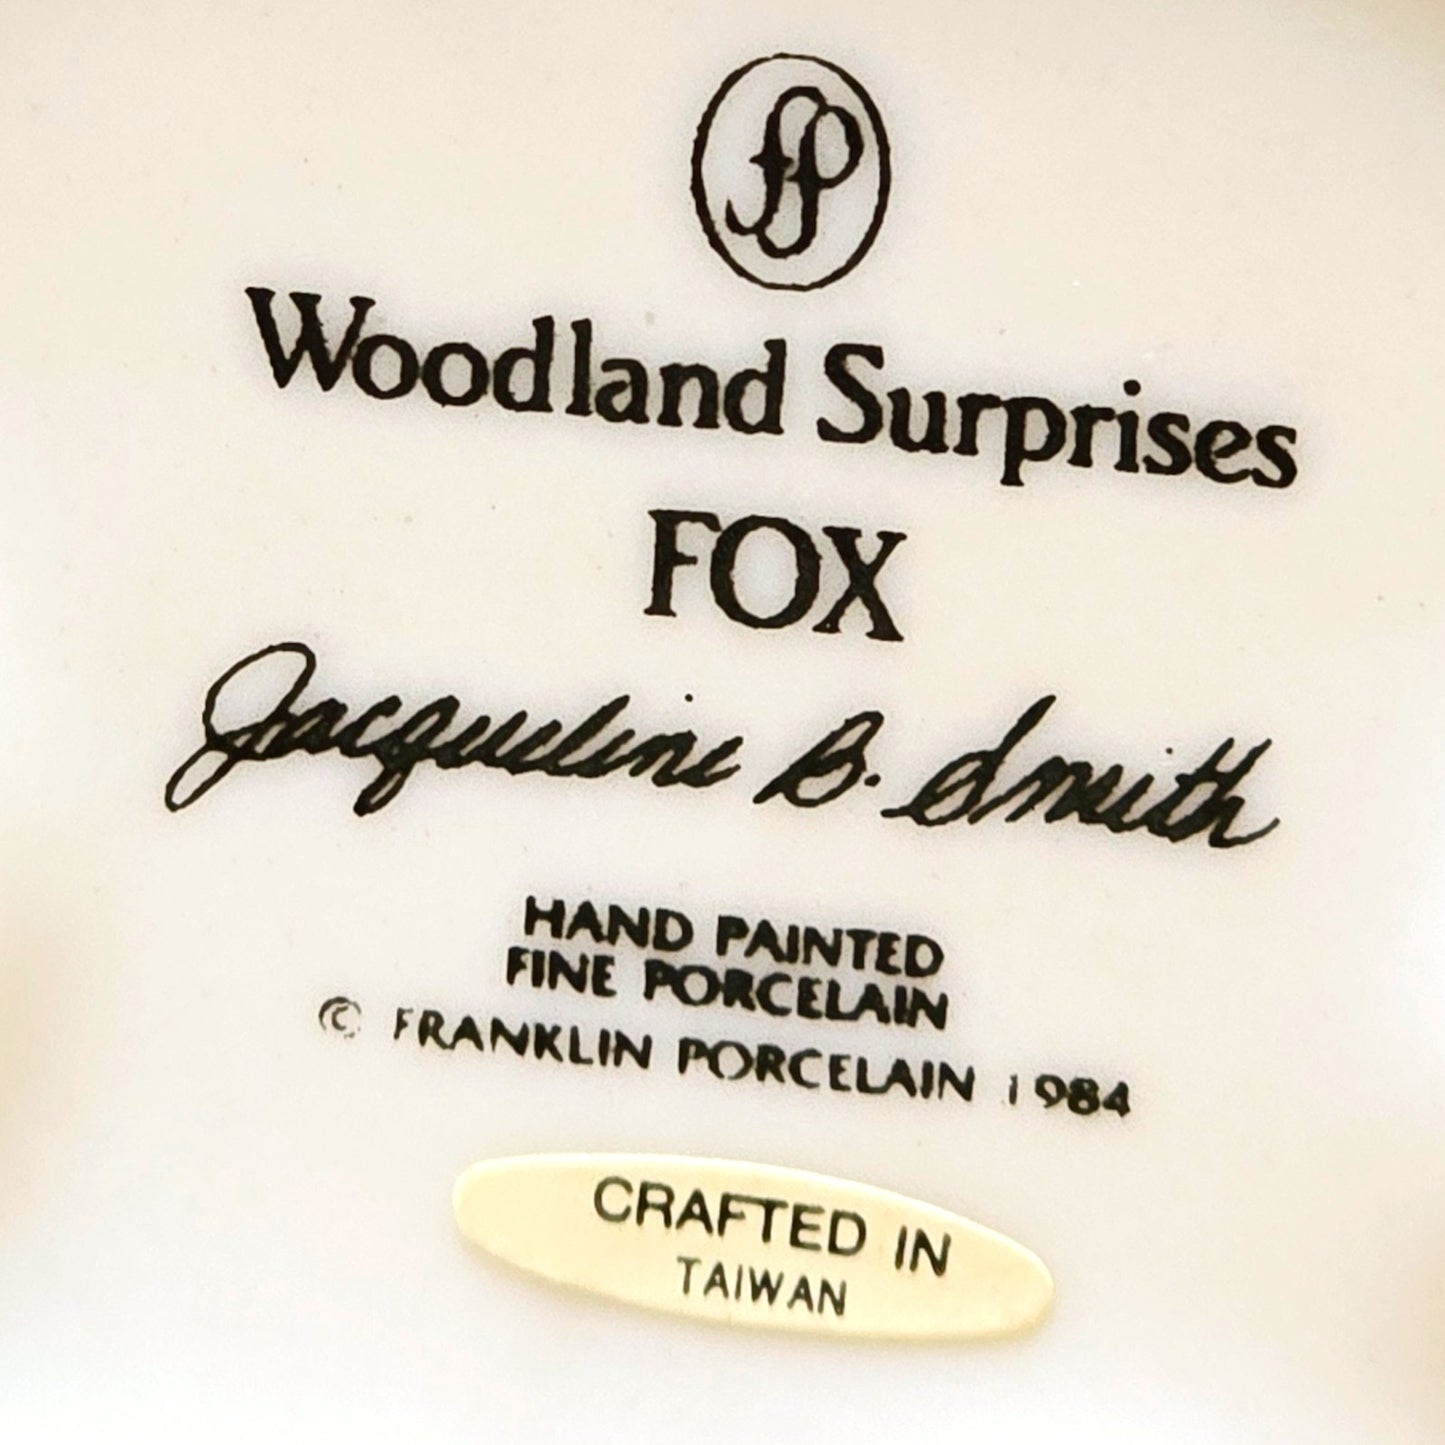 fp
Woodland Surprises
FOX
Jacqueline B. Smith
HAND PAINTED
FINE PORCELAIN
© FRANKLIN PORCELAIN 1984
CRAFTED IN
TAIWAN